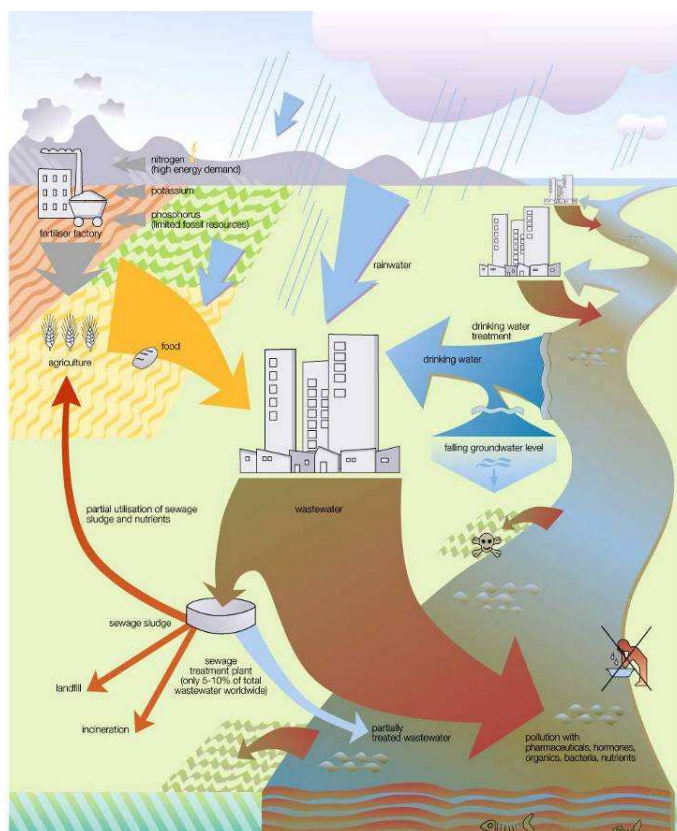 nitrogen
(high energy demand)
potassium
phosphorus
(limited fossil resources)
fertiliser factory
rainwater
drinking water
treatment
drinking water
food
agriculture
falling groundwater level
wastewater
partial utilisation of sewage
sludge and nutrients
sewage sludge
sewage
treatment plant
(only 5-10% of total
wastewater worldwide)
landfill
incineration
partially
treated wastewater
pollution with
pharmaceuticals, hormones,
organics, bacteria, nutrients